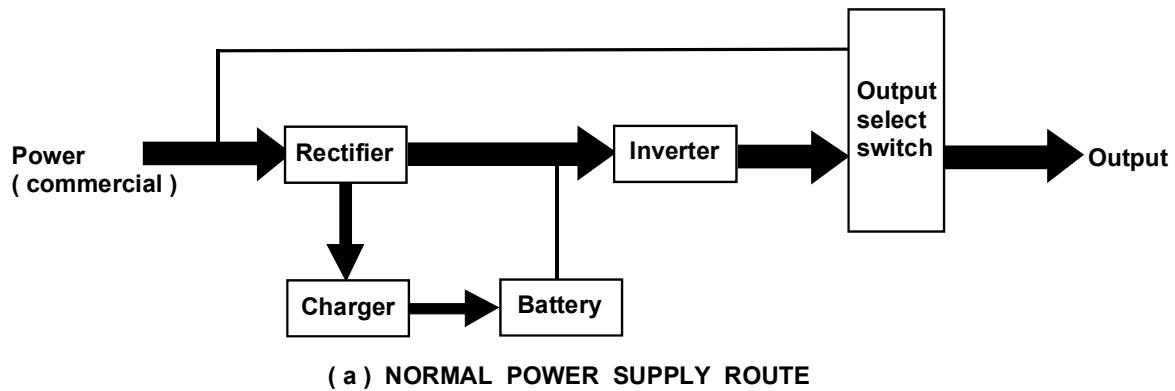 Power
( commercial )
Rectifier
Inverter
Output
select
switch
Output
Charger
Battery
( a ) NORMAL POWER SUPPLY ROUTE